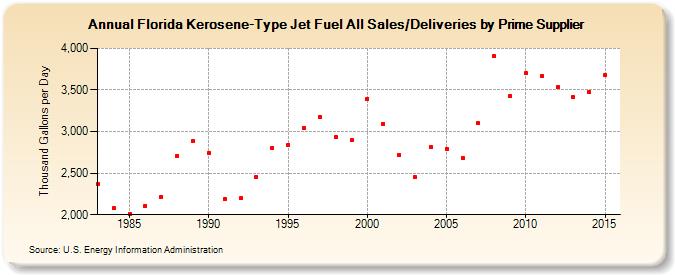 Annual Florida Kerosene-Type Jet Fuel All Sales/Deliveries by Prime Supplier
Thousand Gallons per Day
4,000
3,500
3,000
2,500
2,000
1985 1990 1995 2000 2005 2010 2015
Source: U.S. Energy Information Administration